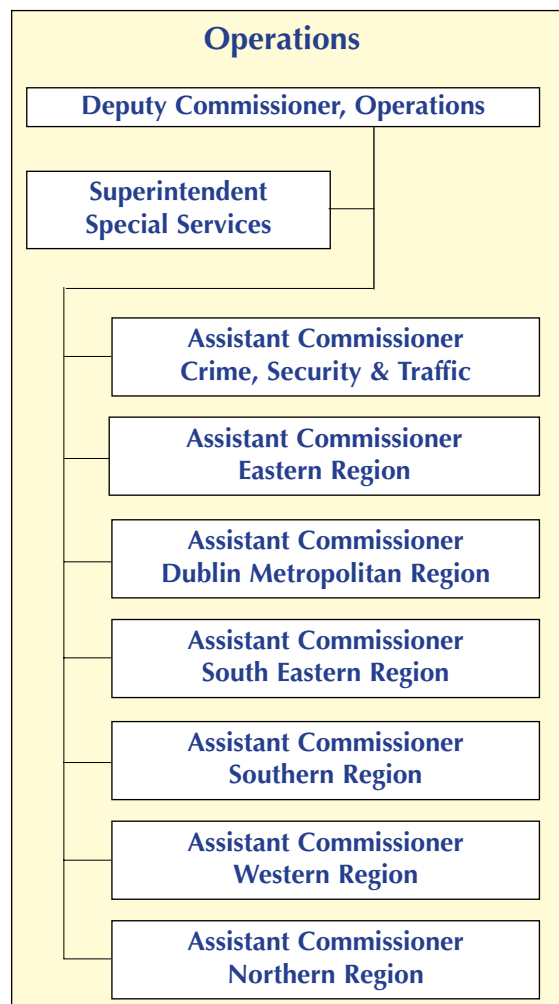 Operations
Deputy Commissioner, Operations
Superintendent
Special Services
Assistant Commissioner
Crime, Security & Traffic
Assistant Commissioner
Eastern Region
Assistant Commissioner
Dublin Metropolitan Region
Assistant Commissioner
South Eastern Region
Assistant Commissioner
Southern Region
Assistant Commissioner
Western Region
Assistant Commissioner
Northern Region